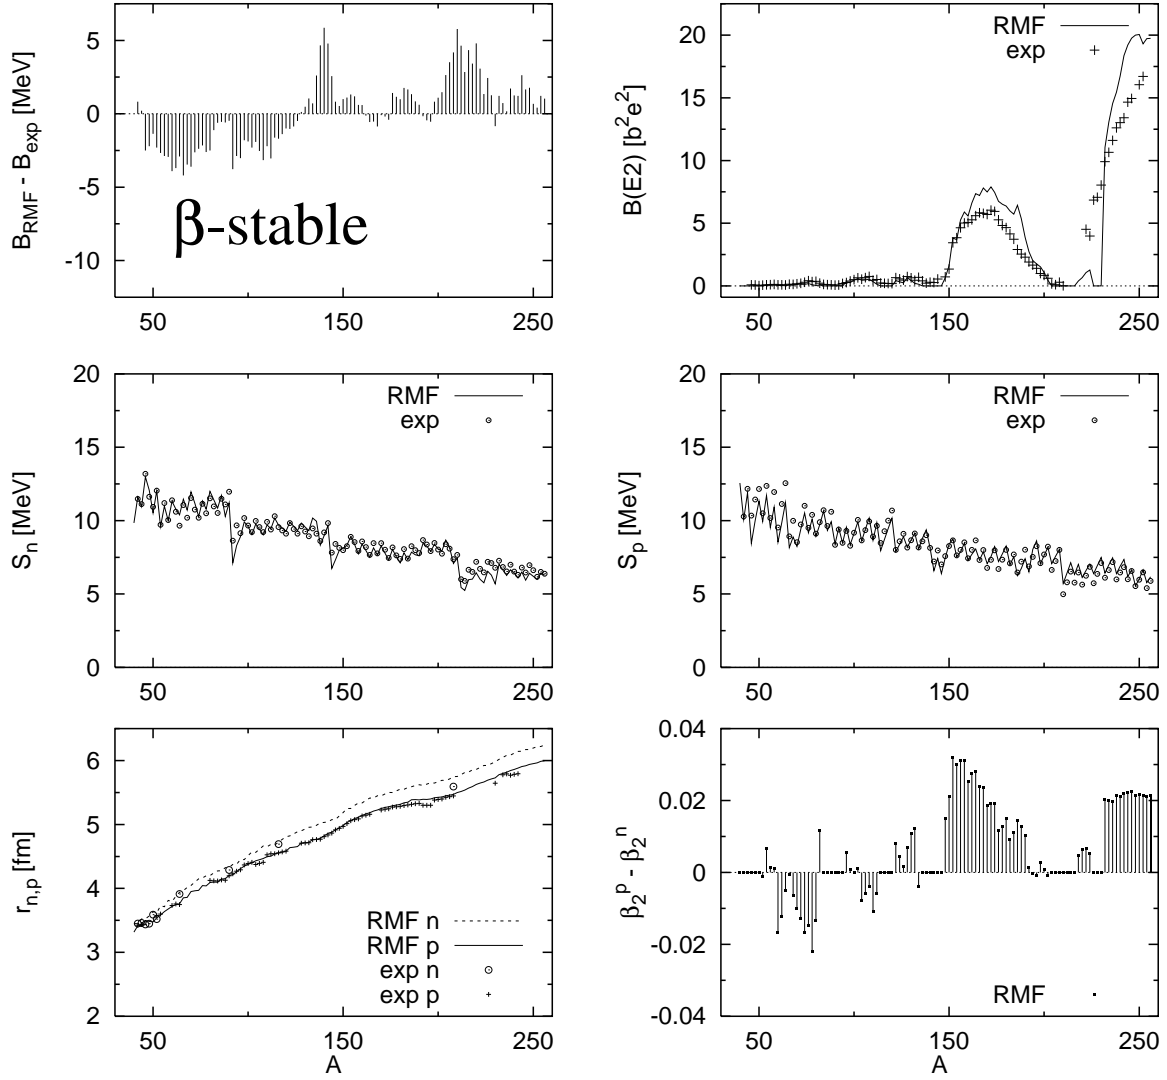 B_RMF - B_exp [MeV]
5
0
-5
-10
β-stable
50 150 250
B(E2) [b²e²]
20
15
10
5
0
RMF
exp
50 150 250
S_n [MeV]
20
15
10
5
0
RMF
exp
50 150 250
S_p [MeV]
20
15
10
5
0
RMF
exp
50 150 250
r_n,p [fm]
6
5
4
3
2
RMF n
RMF p
exp n
exp p
50 150 250
A
β₂ᵖ - β₂ⁿ
0.04
0.02
0
-0.02
-0.04
RMF
50 150 250
A